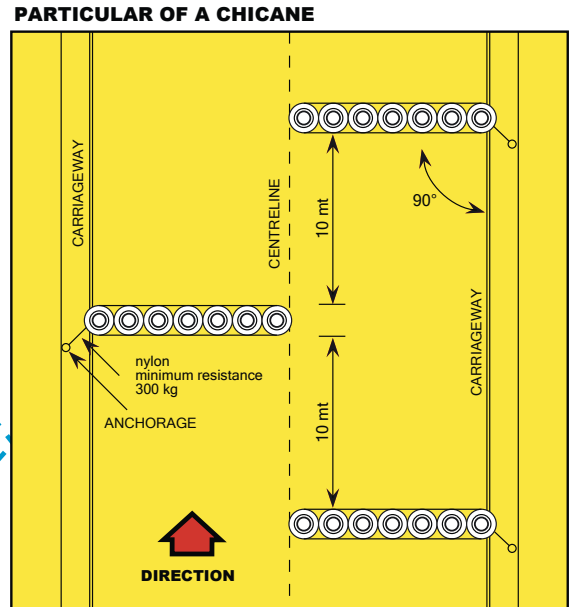 PARTICULAR OF A CHICANE
CARRIAGEWAY
CENTRELINE
10 mt
90°
CARRIAGEWAY
nylon
minimum resistance
300 kg
ANCHORAGE
10 mt
DIRECTION